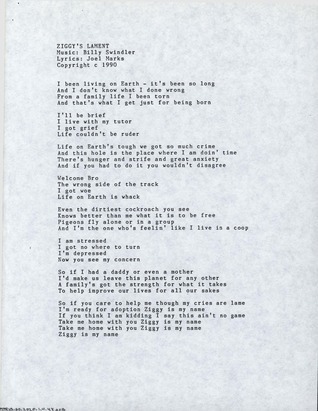 ZIGGY'S LAMENT
Music: Billy Swindler
Lyrics: Joel Marks
Copyright c 1990
I been living on Earth - it's been so long
And I don't know what I done wrong
From a family life I been torn
And that's what I get just for being born
I'll be brief
I live with my tutor
I got grief
Life couldn't be ruder
Life on Earth's tough we got so much crime
And this hole is the place where I am doin' time
There's hunger and strife and great anxiety
And if you had to do it you wouldn't disagree
Welcome Bro
The wrong side of the track
I got woe
Life on Earth is whack
Even the dirtiest cockroach you see
Knows better than me what it is to be free
Pigeons fly alone or in a group
And I'm the one who's feelin' like I live in a coop
I am stressed
I got no where to turn
I'm depressed
Now you see my concern
So if I had a daddy or even a mother
I'd make us leave this planet for any other
A family's got the strength for what it takes
To help improve our lives for all our sakes
So if you care to help me though my cries are lame
I'm ready for adoption Ziggy is my name
If you think I am kidding I say this ain't no game
Take me home with you Ziggy is my name
Take me home with you Ziggy is my name
Ziggy is my name